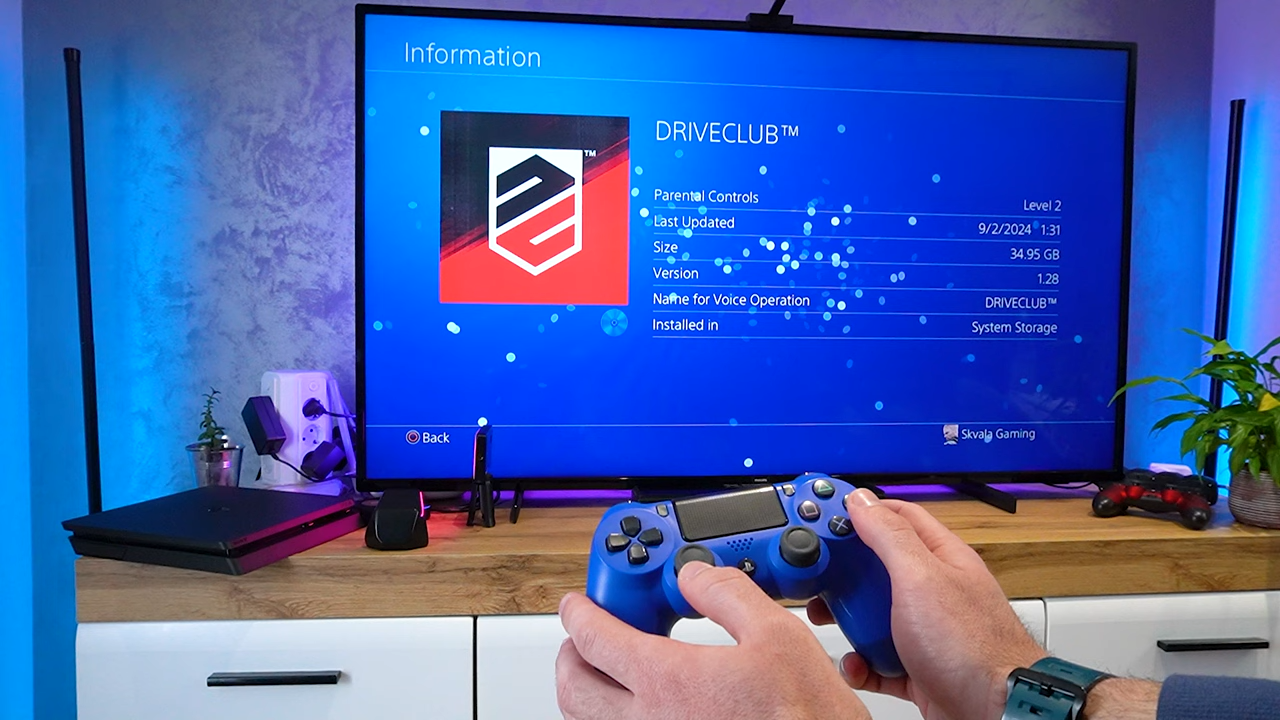 Information
TM
DRIVECLUB™
Parental Controls Level 2
Last Updated 9/2/2024 1:31
Size 34.95 GB
Version 1.28
Name for Voice Operation DRIVECLUB™
Installed in System Storage
Back
Skvala Gaming